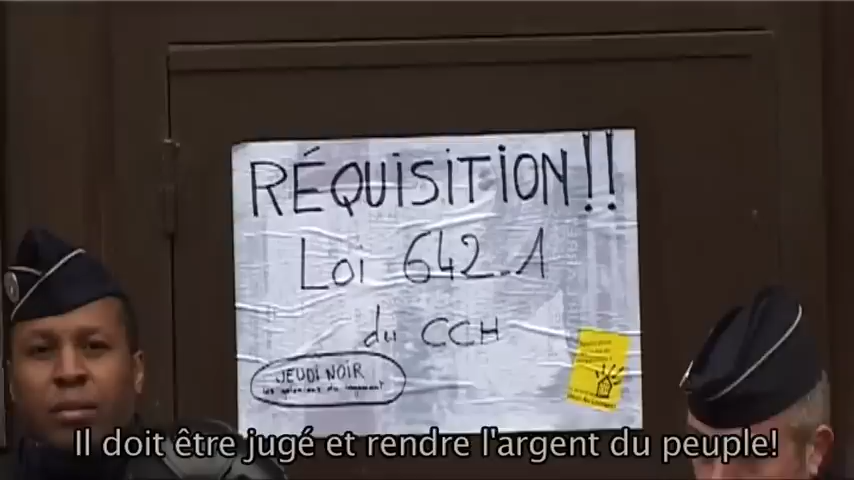 RÉQUISITION!!
Loi 642-1
du CCH
JEUDI NOIR
Il doit être jugé et rendre l'argent du peuple!